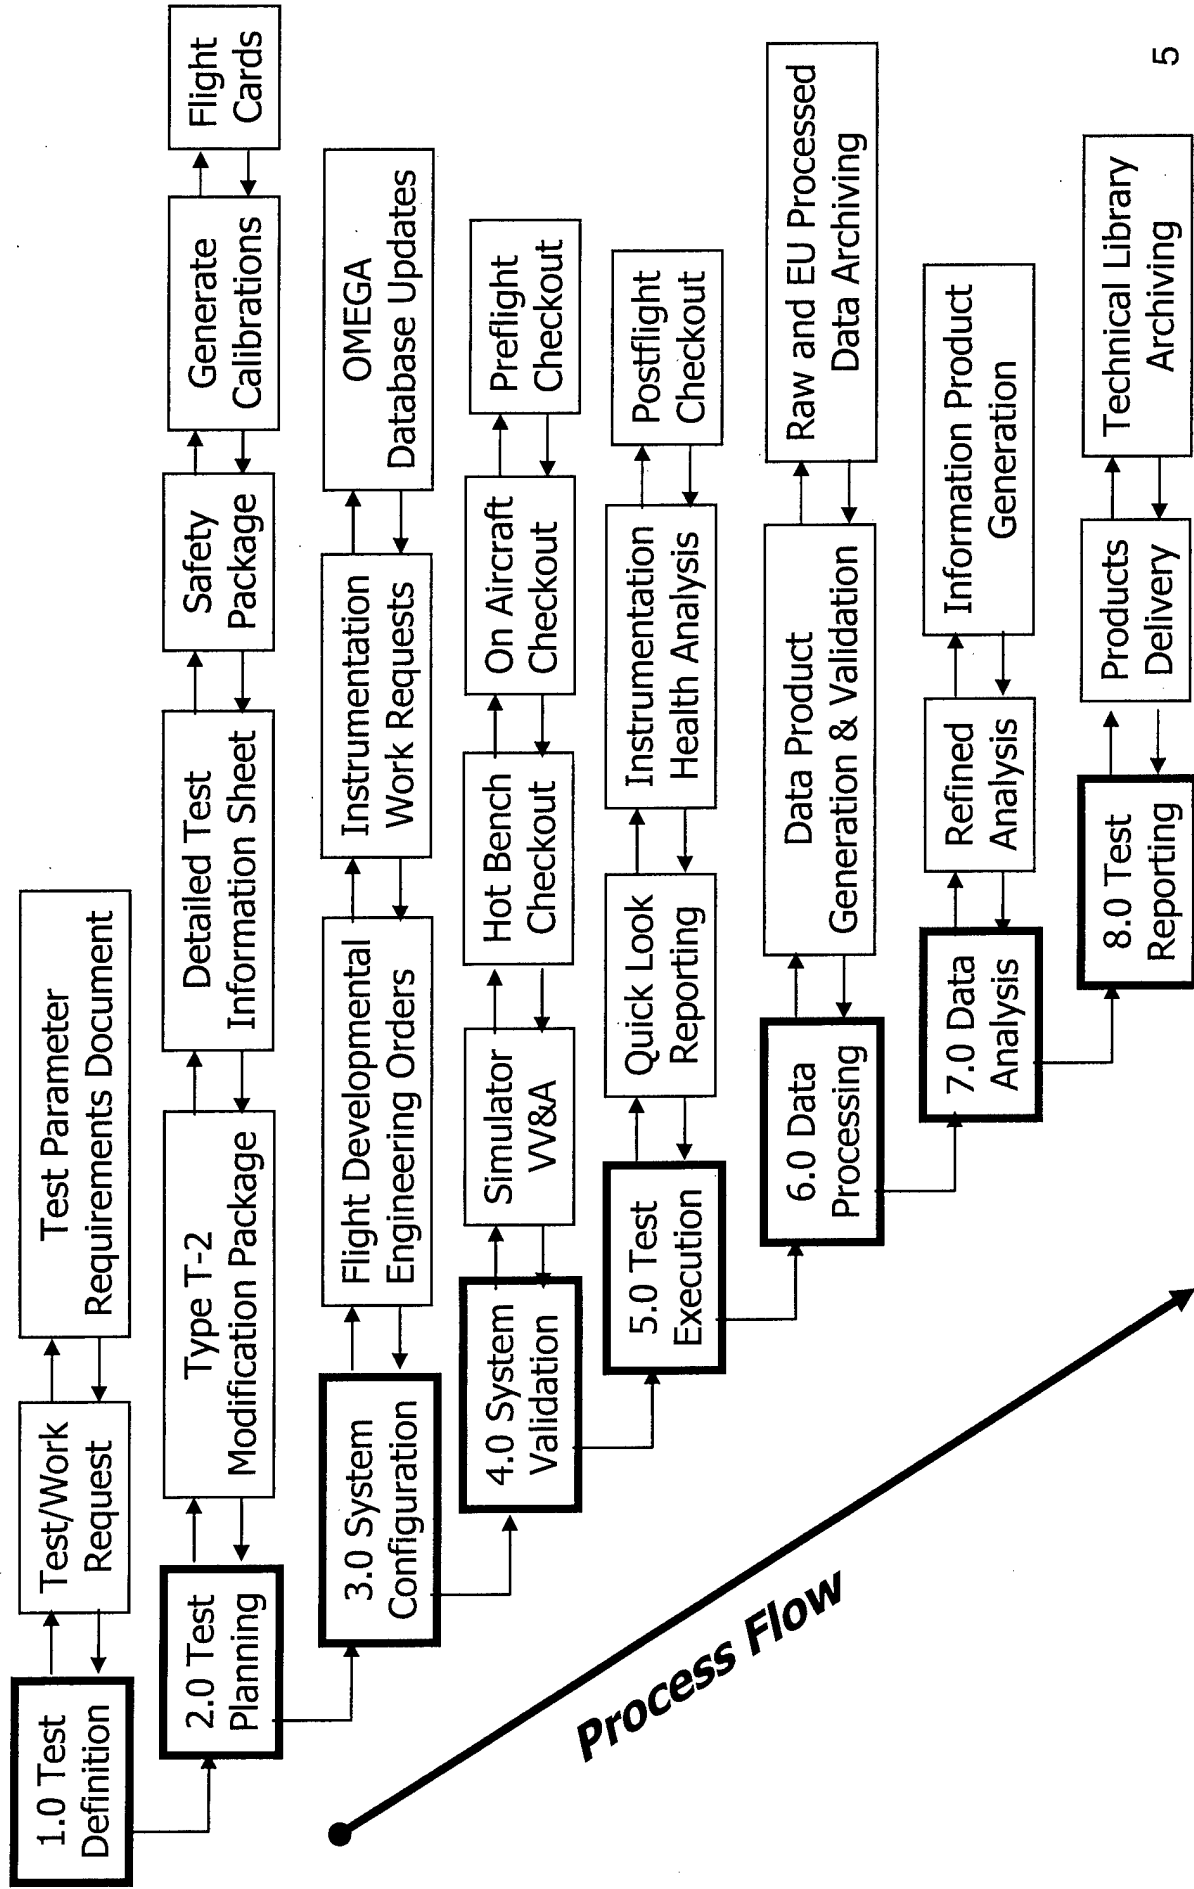 1.0 Test
Definition
Test/Work
Request
Test Parameter
Requirements Document
2.0 Test
Planning
Type T-2
Modification Package
Detailed Test
Information Sheet
Safety
Package
Generate
Calibrations
Flight
Cards
3.0 System
Configuration
Flight Developmental
Engineering Orders
Instrumentation
Work Requests
OMEGA
Database Updates
4.0 System
Validation
Simulator
VV&A
Hot Bench
Checkout
On Aircraft
Checkout
Preflight
Checkout
5.0 Test
Execution
Quick Look
Reporting
Instrumentation
Health Analysis
Postflight
Checkout
6.0 Data
Processing
Data Product
Generation & Validation
Raw and EU Processed
Data Archiving
7.0 Data
Analysis
Refined
Analysis
Information Product
Generation
8.0 Test
Reporting
Products
Delivery
Technical Library
Archiving
Process Flow
5